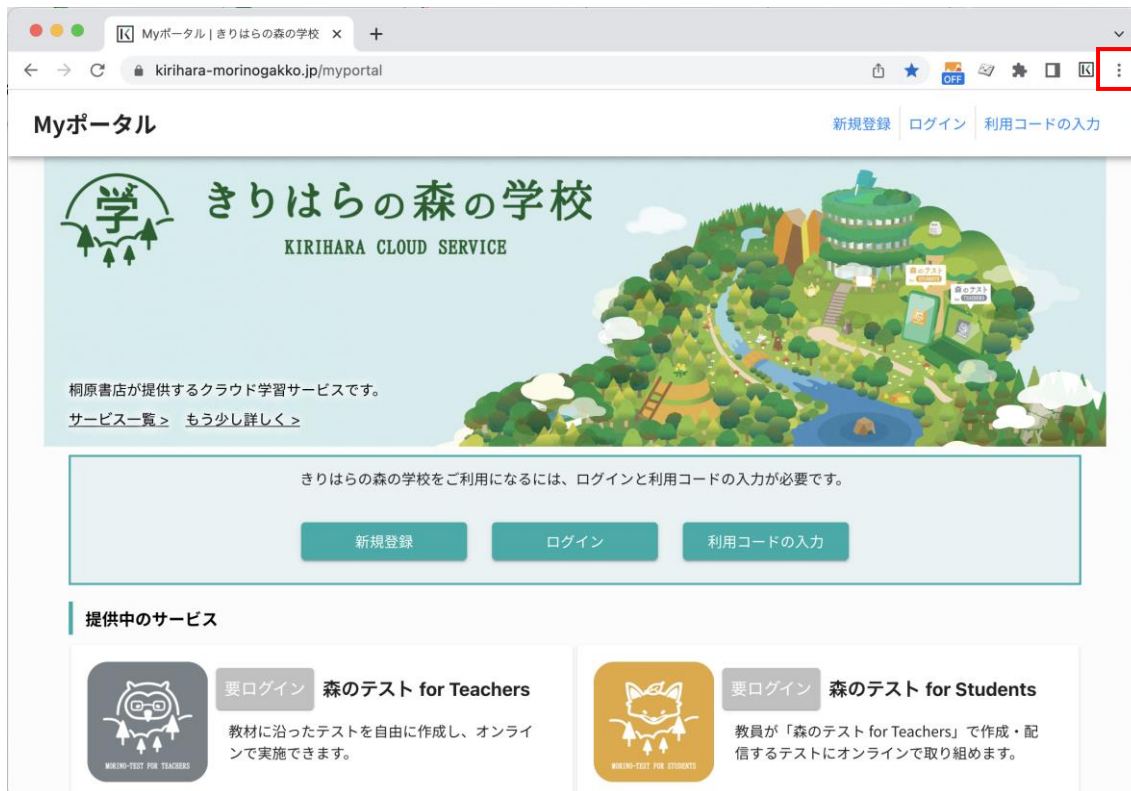 Myポータル | きりはらの森の学校
kirihara-morinogakko.jp/myportal
OFF
Myポータル
新規登録 ログイン 利用コードの入力
学
きりはらの森の学校
KIRIHARA CLOUD SERVICE
森のテスト
for STUDENTS
森のテスト
for TEACHERS
桐原書店が提供するクラウド学習サービスです。
サービス一覧 > もう少し詳しく >
きりはらの森の学校をご利用になるには、ログインと利用コードの入力が必要です。
新規登録 ログイン 利用コードの入力
提供中のサービス
要ログイン 森のテスト for Teachers
教材に沿ったテストを自由に作成し、オンライ
ンで実施できます。
MORINO-TEST FOR TEACHERS
要ログイン 森のテスト for Students
教員が「森のテスト for Teachers」で作成・配
信するテストにオンラインで取り組めます。
MORINO-TEST FOR STUDENTS